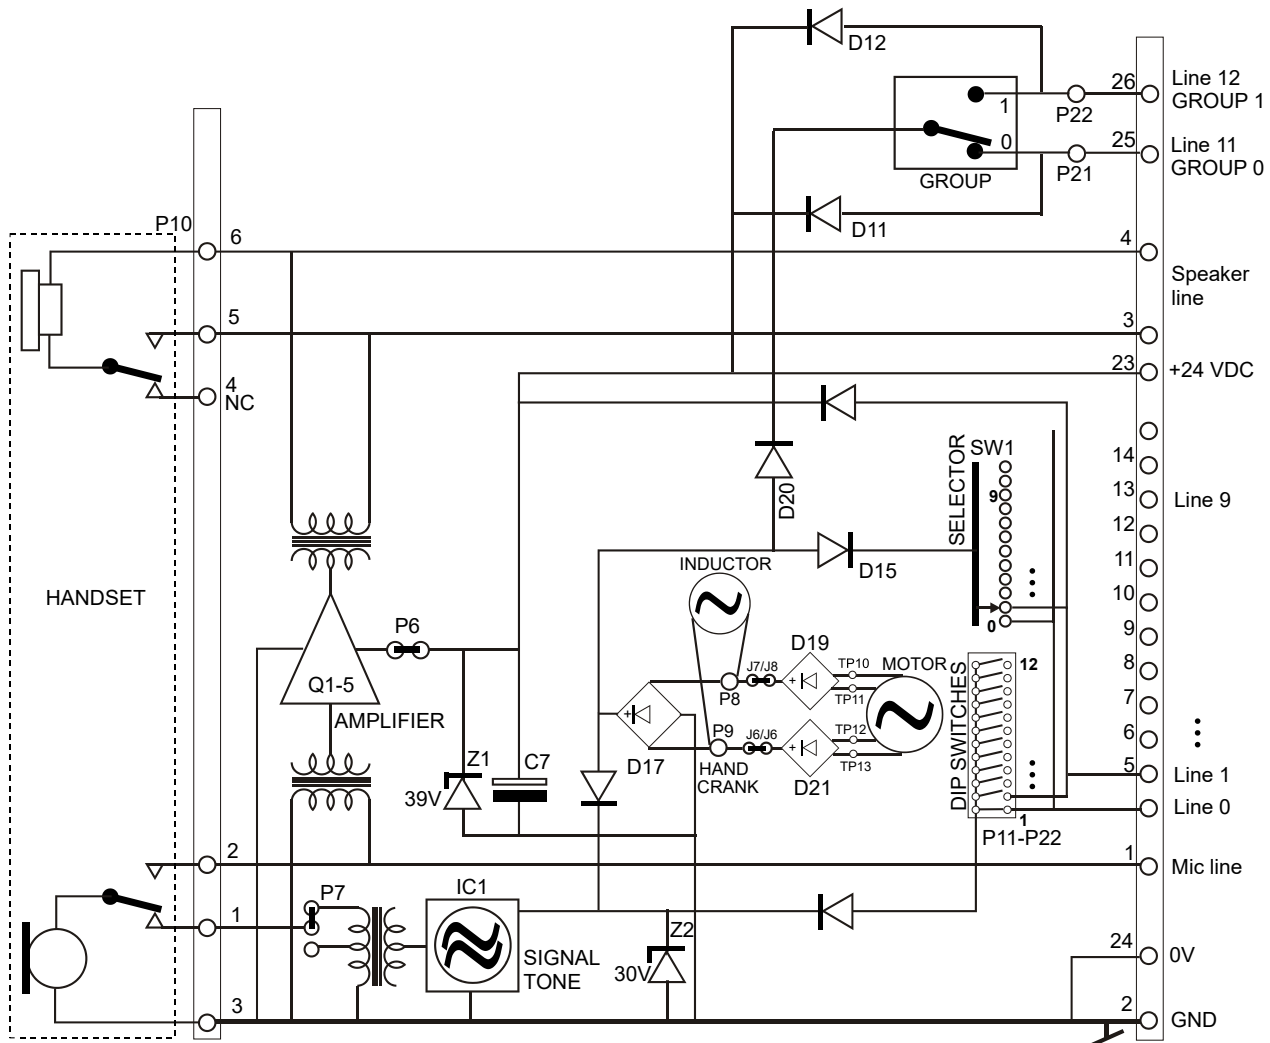 D12
26
Line 12
GROUP 1
1
P22
0
25
Line 11
GROUP 0
P21
GROUP
P10
6
D11
4
Speaker
line
5
3
23
+24 VDC
4
NC
SELECTOR
SW1
14
9
13
Line 9
D20
12
D15
11
INDUCTOR
10
HANDSET
0
9
P6
D19
J7/J8
TP10
MOTOR
12
8
Q1-5
P8
TP11
7
AMPLIFIER
+
+
P9
J6/J6
TP12
6
DIP SWITCHES
Z1
C7
D17
HAND
CRANK
+
TP13
D21
5
Line 1
39V
Line 0
1
P11-P22
2
1
Mic line
P7
IC1
1
Z2
24
0V
SIGNAL
TONE
30V
3
2
GND